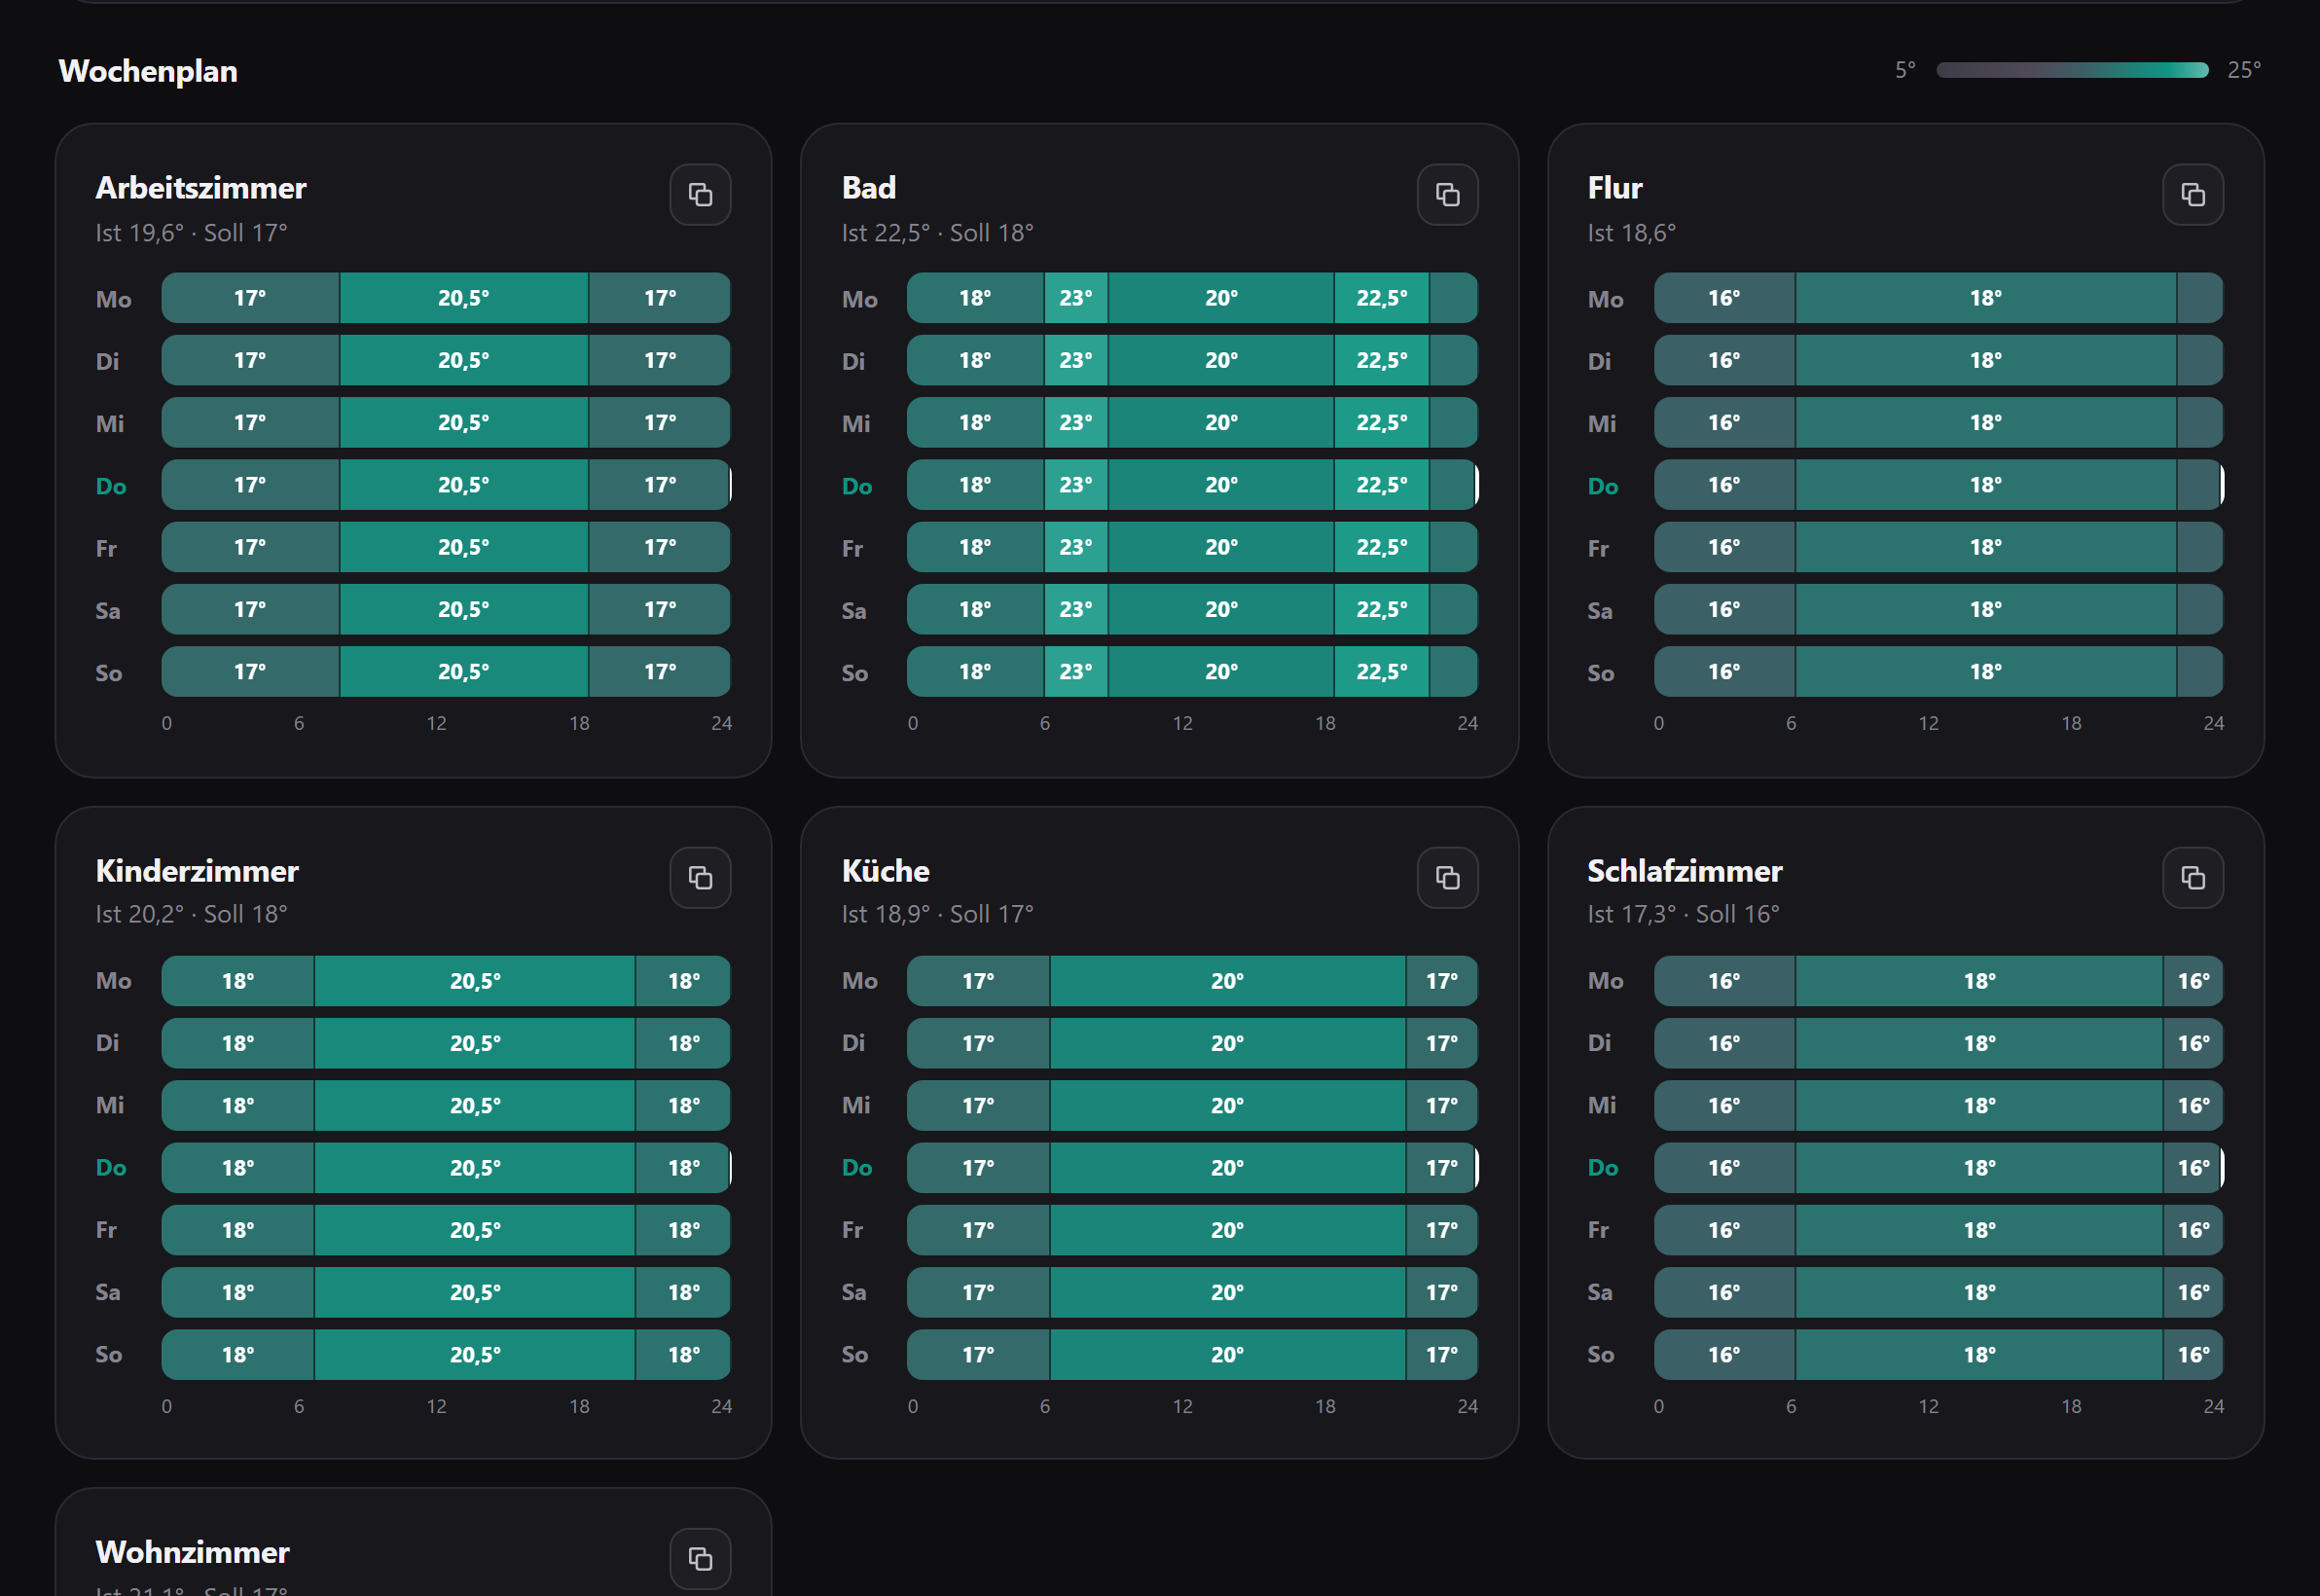 Wochenplan
5° 25°
Arbeitszimmer
Ist 19,6° · Soll 17°
Mo 17° 20,5° 17°
Di 17° 20,5° 17°
Mi 17° 20,5° 17°
Do 17° 20,5° 17°
Fr 17° 20,5° 17°
Sa 17° 20,5° 17°
So 17° 20,5° 17°
0 6 12 18 24
Bad
Ist 22,5° · Soll 18°
Mo 18° 23° 20° 22,5°
Di 18° 23° 20° 22,5°
Mi 18° 23° 20° 22,5°
Do 18° 23° 20° 22,5°
Fr 18° 23° 20° 22,5°
Sa 18° 23° 20° 22,5°
So 18° 23° 20° 22,5°
0 6 12 18 24
Flur
Ist 18,6°
Mo 16° 18°
Di 16° 18°
Mi 16° 18°
Do 16° 18°
Fr 16° 18°
Sa 16° 18°
So 16° 18°
0 6 12 18 24
Kinderzimmer
Ist 20,2° · Soll 18°
Mo 18° 20,5° 18°
Di 18° 20,5° 18°
Mi 18° 20,5° 18°
Do 18° 20,5° 18°
Fr 18° 20,5° 18°
Sa 18° 20,5° 18°
So 18° 20,5° 18°
0 6 12 18 24
Küche
Ist 18,9° · Soll 17°
Mo 17° 20° 17°
Di 17° 20° 17°
Mi 17° 20° 17°
Do 17° 20° 17°
Fr 17° 20° 17°
Sa 17° 20° 17°
So 17° 20° 17°
0 6 12 18 24
Schlafzimmer
Ist 17,3° · Soll 16°
Mo 16° 18° 16°
Di 16° 18° 16°
Mi 16° 18° 16°
Do 16° 18° 16°
Fr 16° 18° 16°
Sa 16° 18° 16°
So 16° 18° 16°
0 6 12 18 24
Wohnzimmer
Ist 21,1° · Soll 17°